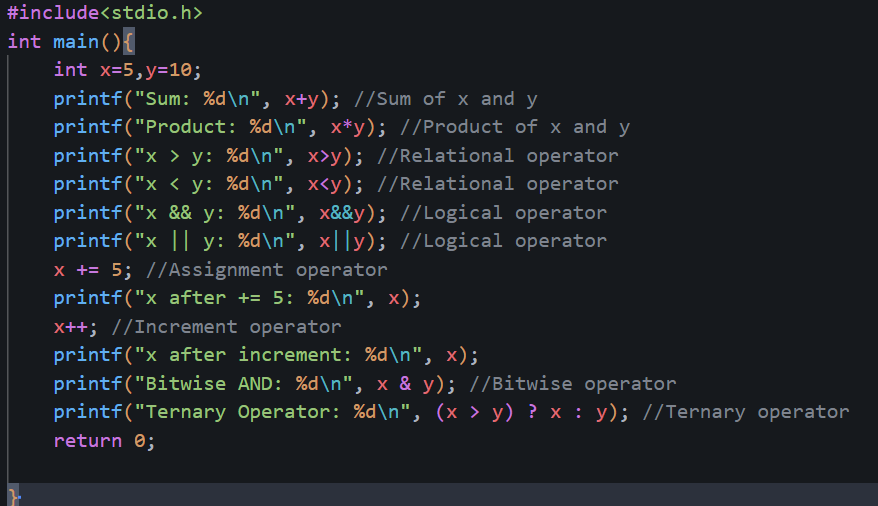 #include<stdio.h>
int main(){
    int x=5,y=10;
    printf("Sum: %d\n", x+y); //Sum of x and y
    printf("Product: %d\n", x*y); //Product of x and y
    printf("x > y: %d\n", x>y); //Relational operator
    printf("x < y: %d\n", x<y); //Relational operator
    printf("x && y: %d\n", x&&y); //Logical operator
    printf("x || y: %d\n", x||y); //Logical operator
    x += 5; //Assignment operator
    printf("x after += 5: %d\n", x);
    x++; //Increment operator
    printf("x after increment: %d\n", x);
    printf("Bitwise AND: %d\n", x & y); //Bitwise operator
    printf("Ternary Operator: %d\n", (x > y) ? x : y); //Ternary operator
    return 0;
}